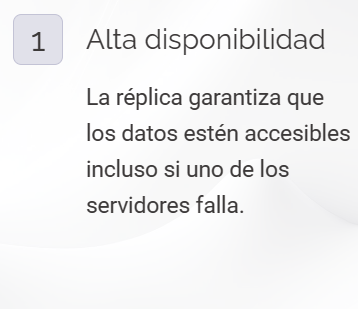 1
Alta disponibilidad
La réplica garantiza que
los datos estén accesibles
incluso si uno de los
servidores falla.